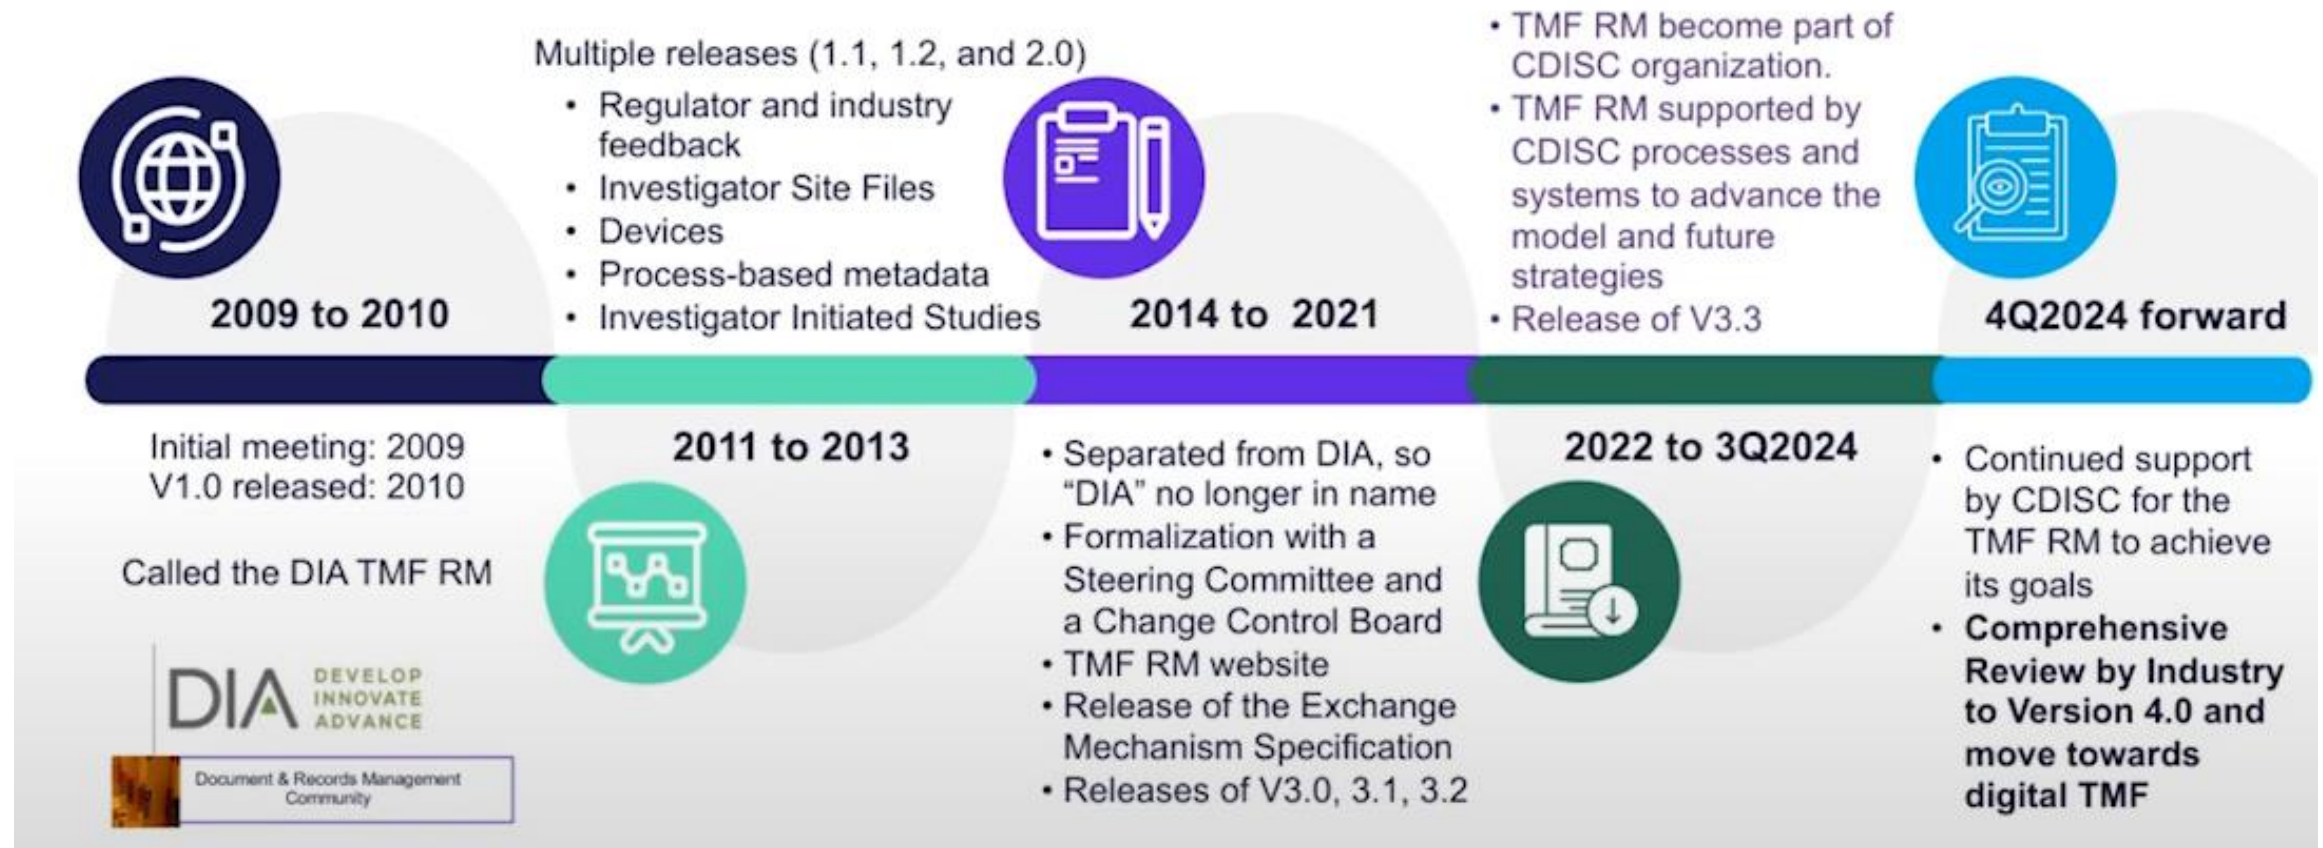 2009 to 2010
Initial meeting: 2009
V1.0 released: 2010
Called the DIA TMF RM
DIA
DEVELOP
INNOVATE
ADVANCE
Document & Records Management
Community
Multiple releases (1.1, 1.2, and 2.0)
• Regulator and industry
feedback
• Investigator Site Files
• Devices
• Process-based metadata
• Investigator Initiated Studies
2011 to 2013
2014 to 2021
• Separated from DIA, so
“DIA” no longer in name
• Formalization with a
Steering Committee and
a Change Control Board
• TMF RM website
• Release of the Exchange
Mechanism Specification
• Releases of V3.0, 3.1, 3.2
• TMF RM become part of
CDISC organization.
• TMF RM supported by
CDISC processes and
systems to advance the
model and future
strategies
• Release of V3.3
2022 to 3Q2024
4Q2024 forward
• Continued support
by CDISC for the
TMF RM to achieve
its goals
• Comprehensive
Review by Industry
to Version 4.0 and
move towards
digital TMF